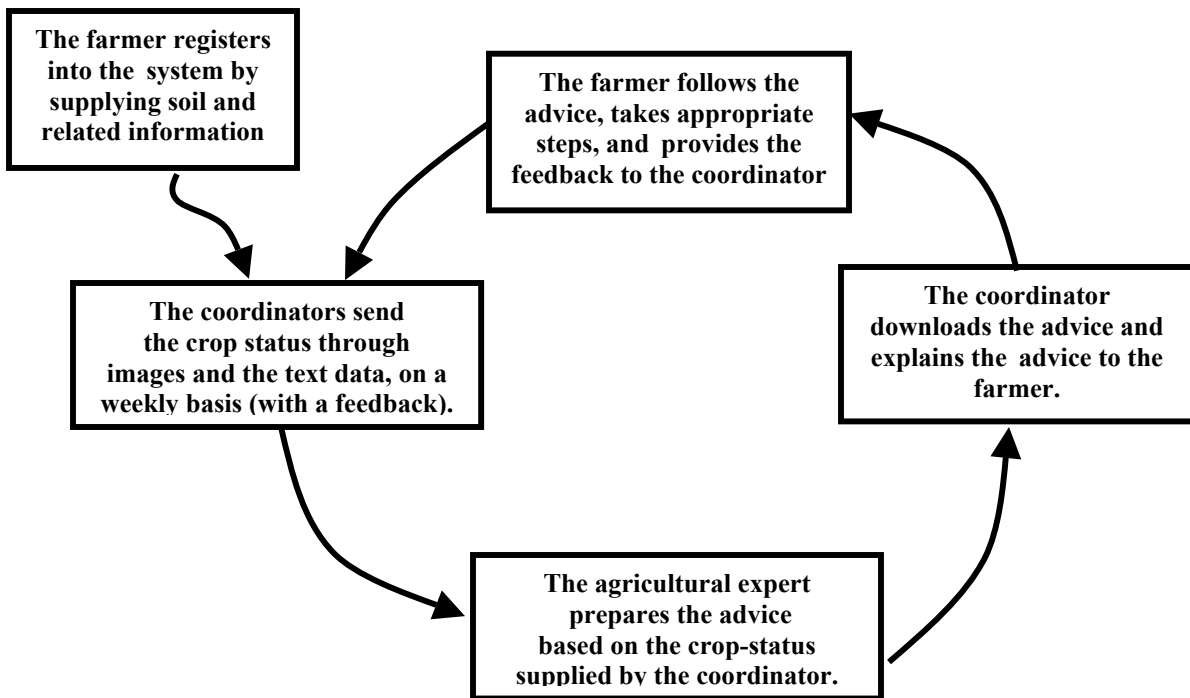 The farmer registers
into the system by
supplying soil and
related information
The farmer follows the
advice, takes appropriate
steps, and provides the
feedback to the coordinator
The coordinators send
the crop status through
images and the text data, on a
weekly basis (with a feedback).
The coordinator
downloads the advice and
explains the advice to the
farmer.
The agricultural expert
prepares the advice
based on the crop-status
supplied by the coordinator.